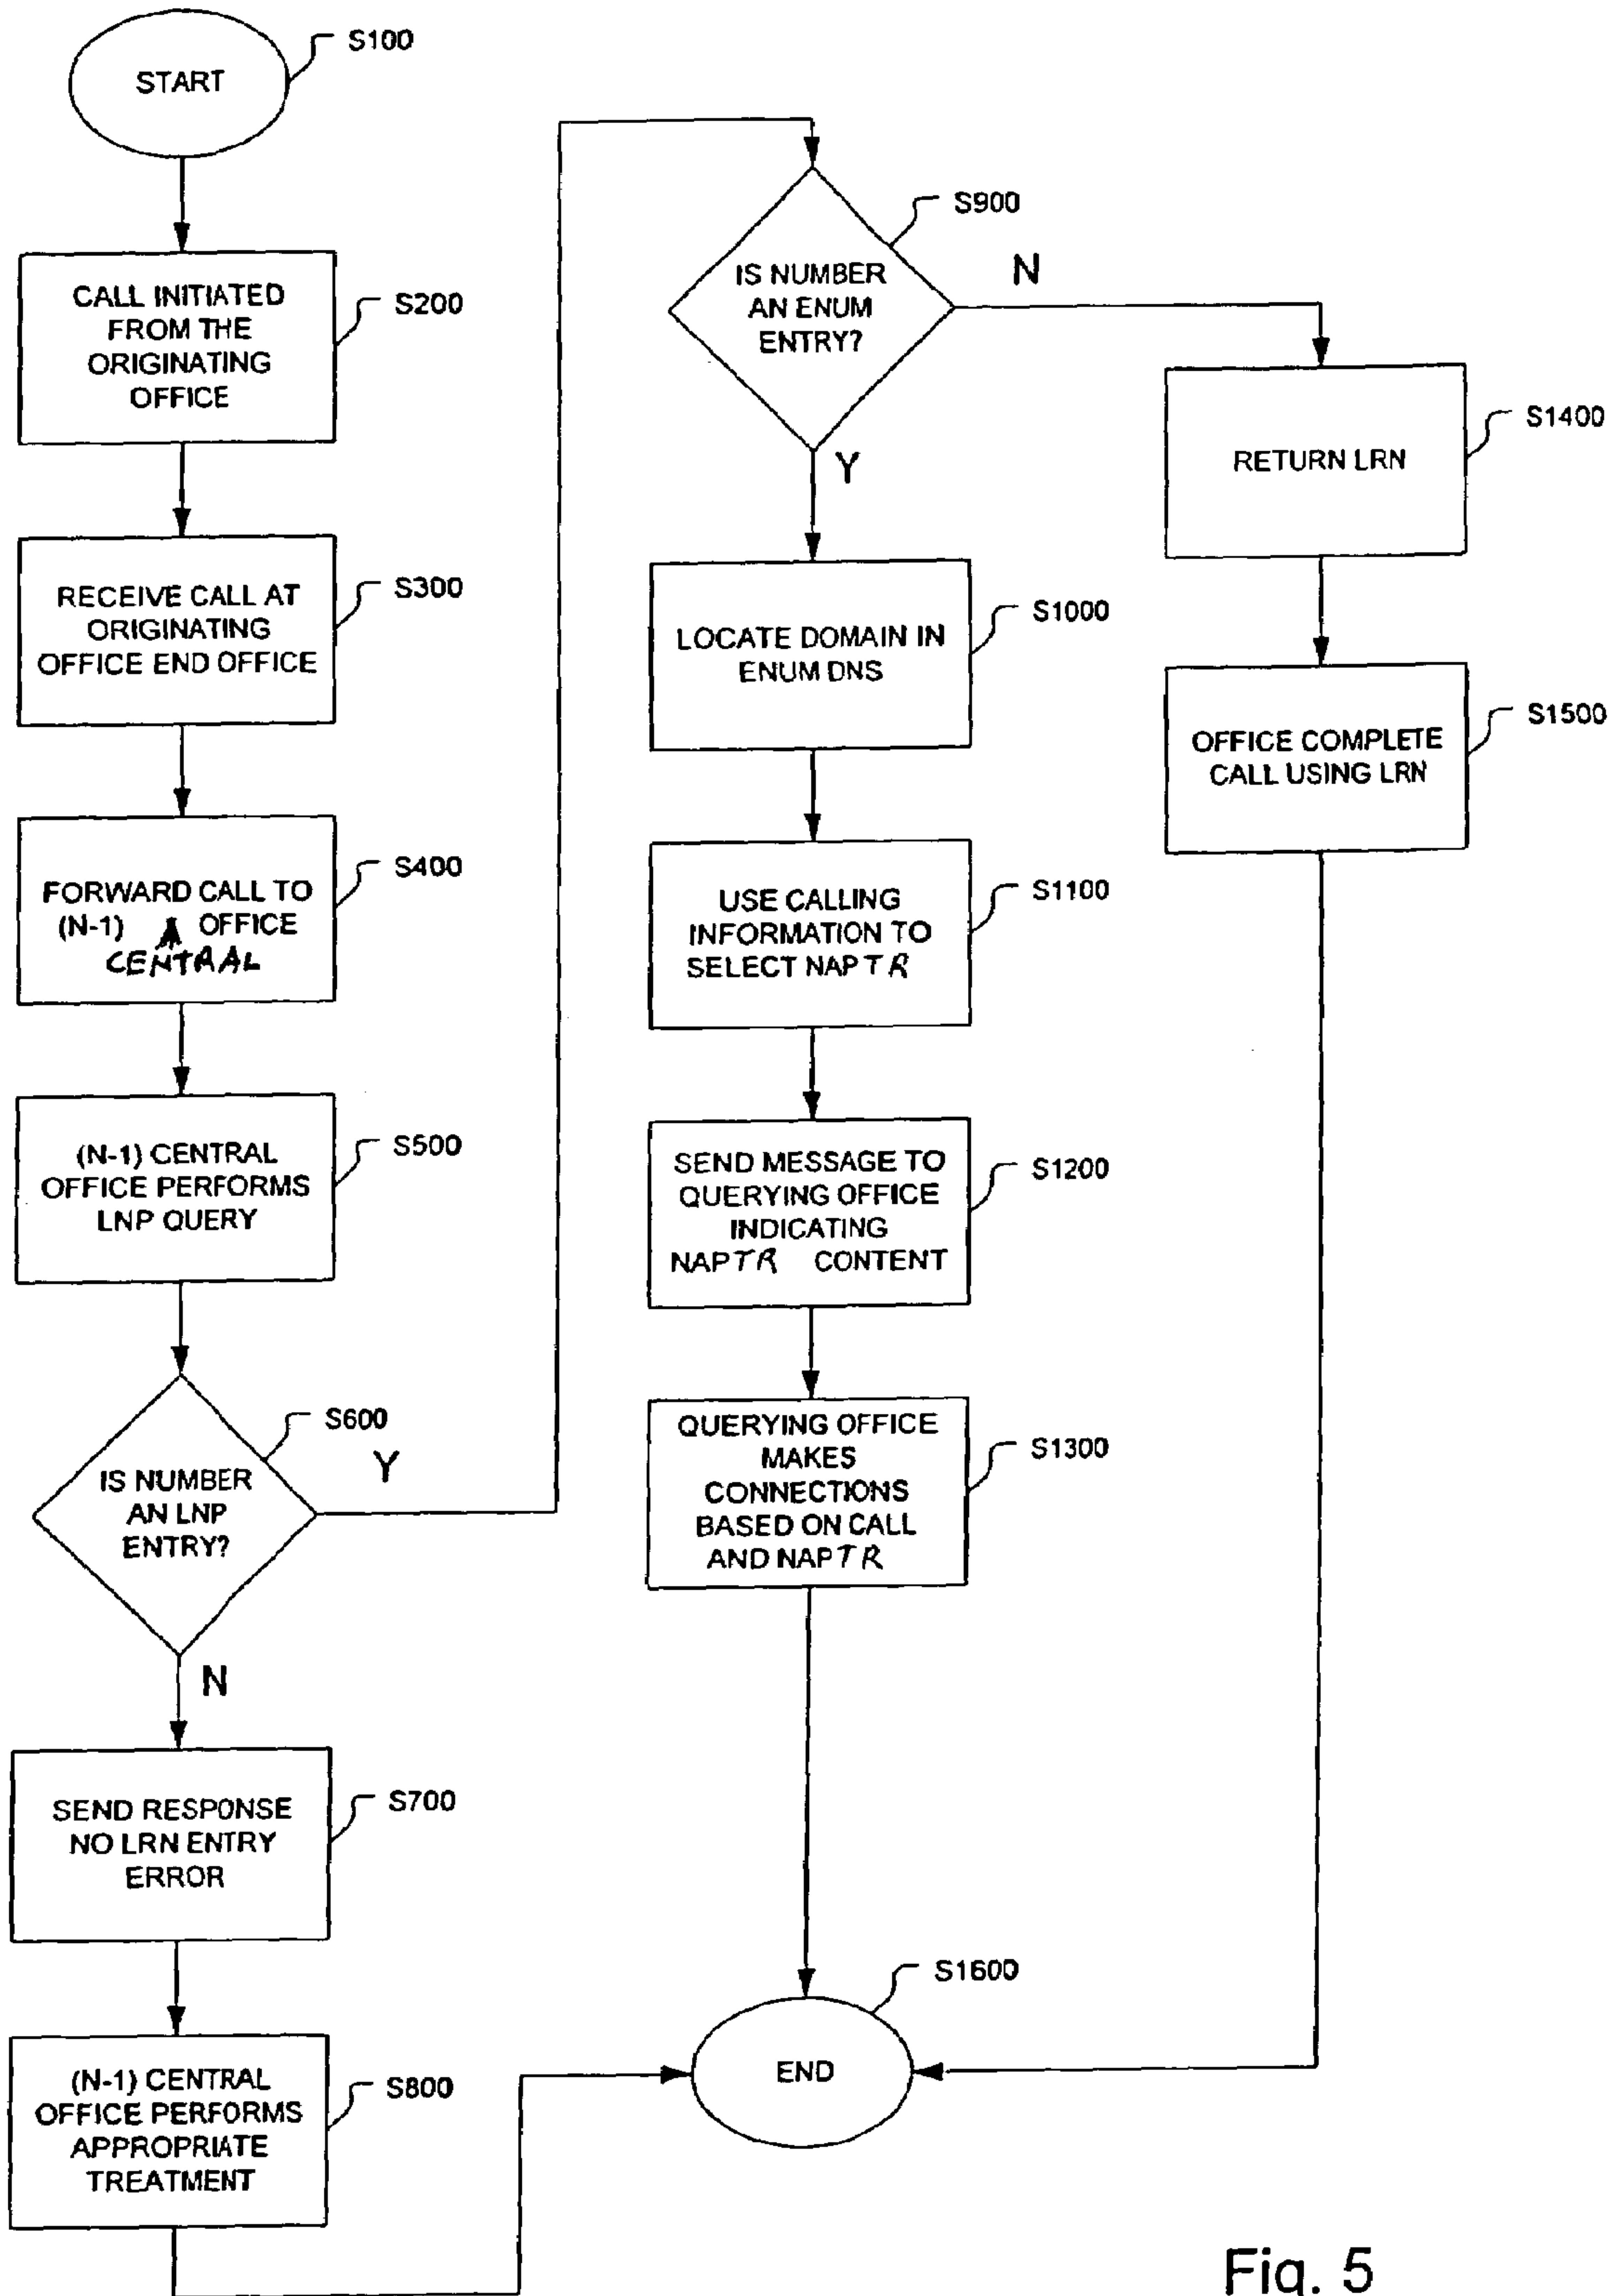 START
S100
CALL INITIATED
FROM THE
ORIGINATING
OFFICE
S200
RECEIVE CALL AT
ORIGINATING
OFFICE END OFFICE
S300
FORWARD CALL TO
(N-1) OFFICE
CENTRAL
S400
(N-1) CENTRAL
OFFICE PERFORMS
LNP QUERY
S500
IS NUMBER
AN LNP
ENTRY?
S600
Y
N
SEND RESPONSE
NO LRN ENTRY
ERROR
S700
(N-1) CENTRAL
OFFICE PERFORMS
APPROPRIATE
TREATMENT
S800
IS NUMBER
AN ENUM
ENTRY?
S900
N
Y
LOCATE DOMAIN IN
ENUM DNS
S1000
USE CALLING
INFORMATION TO
SELECT NAPTR
S1100
SEND MESSAGE TO
QUERYING OFFICE
INDICATING
NAPTR CONTENT
S1200
QUERYING OFFICE
MAKES
CONNECTIONS
BASED ON CALL
AND NAPTR
S1300
RETURN LRN
S1400
OFFICE COMPLETE
CALL USING LRN
S1500
END
S1600
Fig. 5